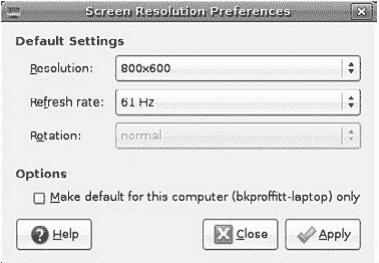 Screen Resolution Preferences
Default Settings
Resolution: 800x600
Refresh rate: 61 Hz
Rotation: normal
Options
Make default for this computer (bkproffitt-laptop) only
Help Close Apply